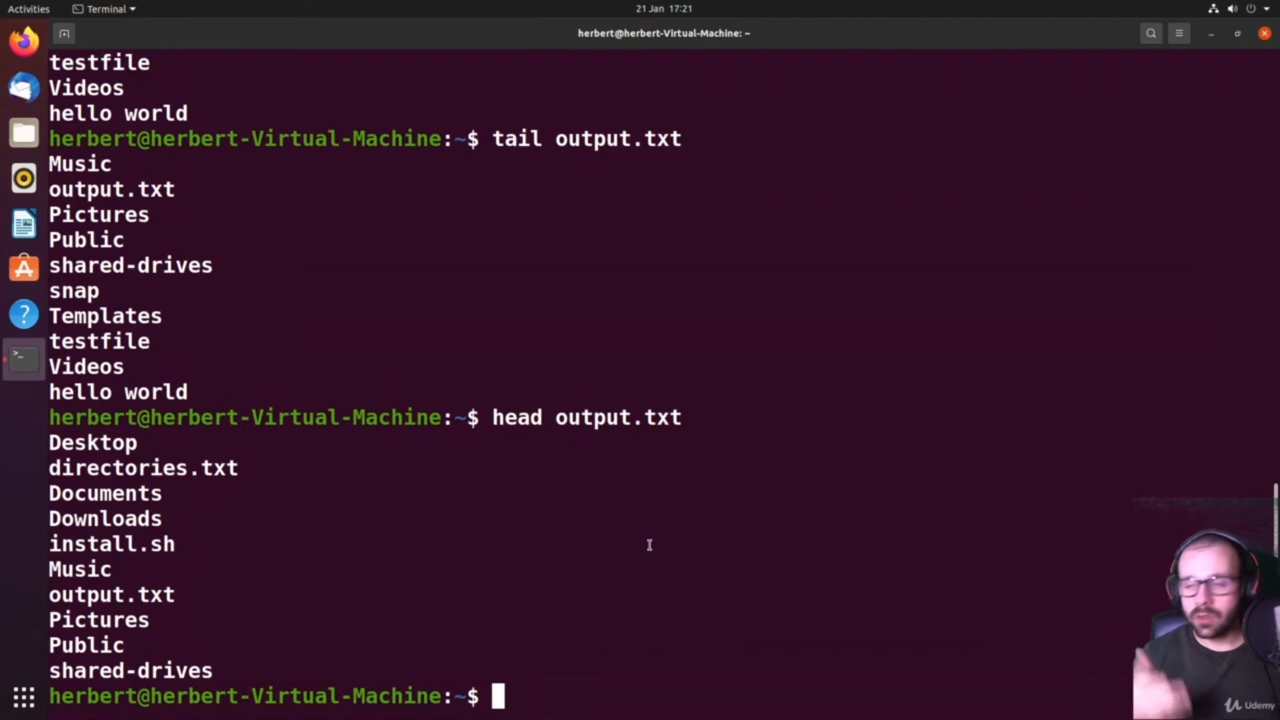 Activities
Terminal
21 Jan 17:21
herbert@herbert-Virtual-Machine: ~
testfile
Videos
hello world
herbert@herbert-Virtual-Machine:~$ tail output.txt
Music
output.txt
Pictures
Public
shared-drives
snap
Templates
testfile
Videos
hello world
herbert@herbert-Virtual-Machine:~$ head output.txt
Desktop
directories.txt
Documents
Downloads
install.sh
Music
output.txt
Pictures
Public
shared-drives
herbert@herbert-Virtual-Machine:~$
Udemy